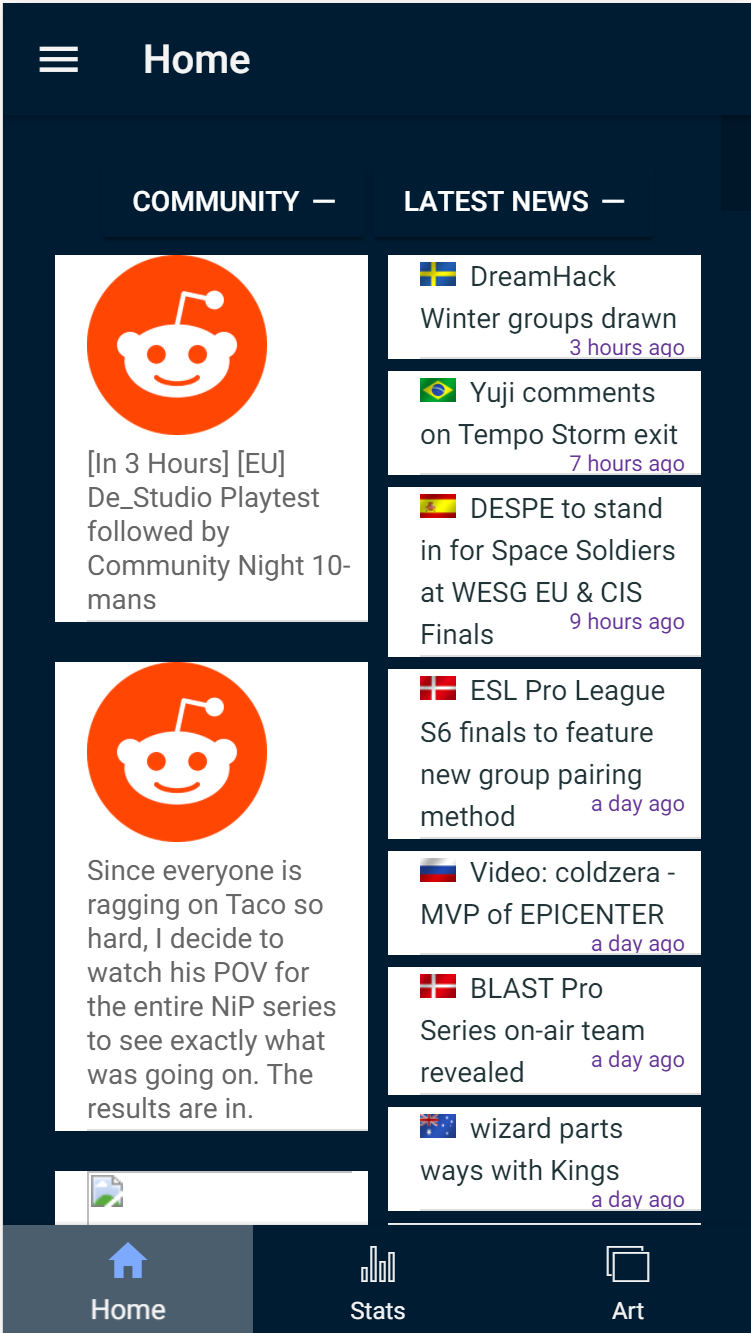 Home
COMMUNITY —
[In 3 Hours] [EU]
De_Studio Playtest
followed by
Community Night 10-
mans
Since everyone is
ragging on Taco so
hard, I decide to
watch his POV for
the entire NiP series
to see exactly what
was going on. The
results are in.
LATEST NEWS —
DreamHack
Winter groups drawn
3 hours ago
Yuji comments
on Tempo Storm exit
7 hours ago
DESPE to stand
in for Space Soldiers
at WESG EU & CIS
Finals
9 hours ago
ESL Pro League
S6 finals to feature
new group pairing
method
a day ago
Video: coldzera -
MVP of EPICENTER
a day ago
BLAST Pro
Series on-air team
revealed
a day ago
wizard parts
ways with Kings
a day ago
Home
Stats
Art